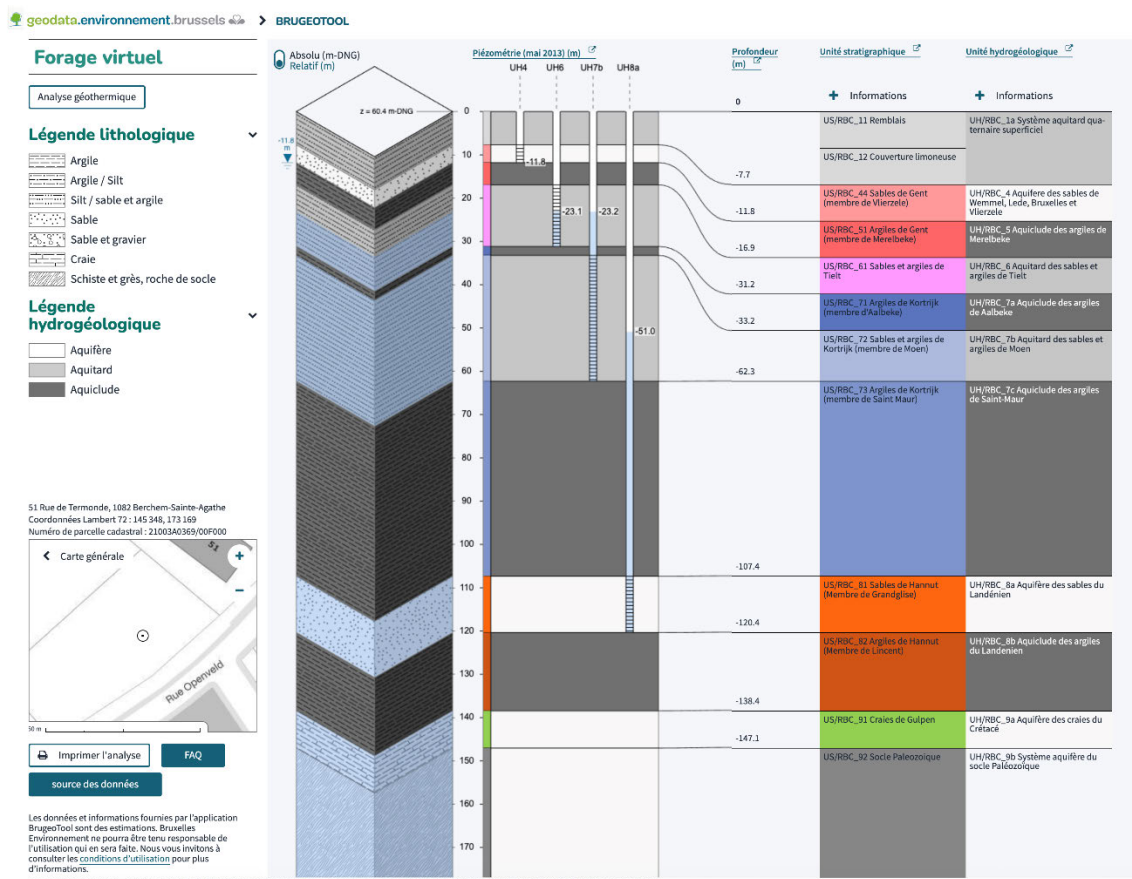 geodata.environnement.brussels
BRUGEOTOOL
Forage virtuel
Analyse géothermique
Légende lithologique
Argile
Argile / Silt
Silt / sable et argile
Sable
Sable et gravier
Craie
Schiste et grès, roche de socle
Légende
hydrogéologique
Aquifère
Aquitard
Aquiclude
51 Rue de Termonde, 1082 Berchem-Sainte-Agathe
Coordonnées Lambert 72 : 145 348, 173 169
Numéro de parcelle cadastral : 21003A0369/00F000
Carte générale
51
+
−
Rue Openveld
50 m
Imprimer l'analyse
FAQ
source des données
Les données et informations fournies par l'application
BrugeoTool sont des estimations. Bruxelles
Environnement ne pourra être tenu responsable de
l'utilisation qui en sera faite. Nous vous invitons à
consulter les conditions d'utilisation pour plus
d'informations.
Absolu (m-DNG)
Relatif (m)
z = 60.4 m-DNG
-11.8
m
0
10
20
30
40
50
60
70
80
90
100
110
120
130
140
150
160
170
Piézométrie (mai 2013) (m)
UH4 UH6 UH7b UH8a
-11.8
-23.1
-23.2
-51.0
Profondeur
(m)
0
-7.7
-11.8
-16.9
-31.2
-33.2
-62.3
-107.4
-120.4
-138.4
-147.1
Unité stratigraphique
+ Informations
US/RBC_11 Remblais
US/RBC_12 Couverture limoneuse
US/RBC_44 Sables de Gent
(membre de Vlierzele)
US/RBC_51 Argiles de Gent
(membre de Merelbeke)
US/RBC_61 Sables et argiles de
Tielt
US/RBC_71 Argiles de Kortrijk
(membre d'Aalbeke)
US/RBC_72 Sables et argiles de
Kortrijk (membre de Moen)
US/RBC_73 Argiles de Kortrijk
(membre de Saint Maur)
US/RBC_81 Sables de Hannut
(Membre de Grandglise)
US/RBC_82 Argiles de Hannut
(Membre de Lincent)
US/RBC_91 Craies de Gulpen
US/RBC_92 Socle Paleozoique
Unité hydrogéologique
+ Informations
UH/RBC_1a Système aquitard qua-
ternaire superficiel
UH/RBC_4 Aquifere des sables de
Wemmel, Lede, Bruxelles et
Vlierzele
UH/RBC_5 Aquiclude des argiles de
Merelbeke
UH/RBC_6 Aquitard des sables et
argiles de Tielt
UH/RBC_7a Aquiclude des argiles
de Aalbeke
UH/RBC_7b Aquitard des sables et
argiles de Moen
UH/RBC_7c Aquiclude des argiles
de Saint-Maur
UH/RBC_8a Aquifère des sables du
Landénien
UH/RBC_8b Aquiclude des argiles
du Landenien
UH/RBC_9a Aquifère des craies du
Crétacé
UH/RBC_9b Système aquifère du
socle Paléozoïque